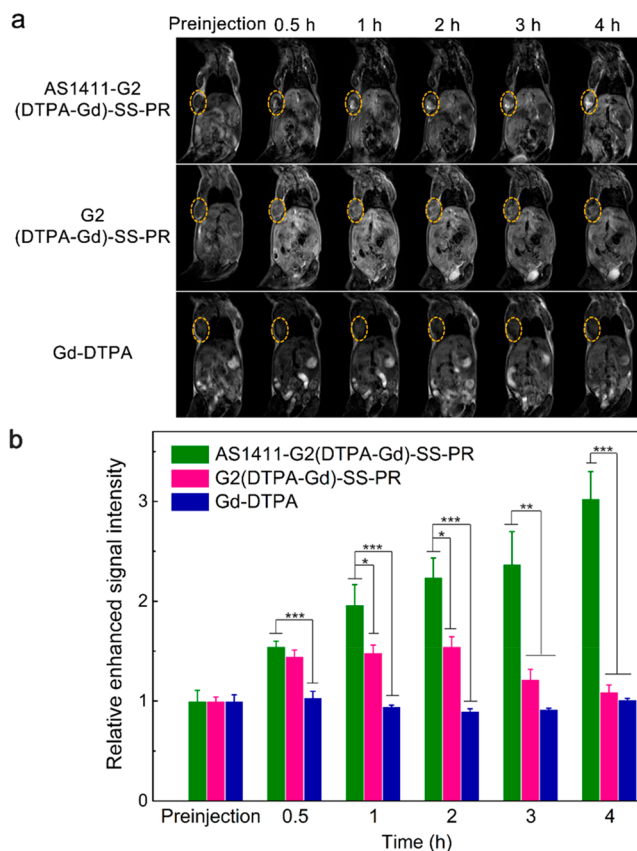 a
Preinjection 0.5 h 1 h 2 h 3 h 4 h
AS1411-G2
(DTPA-Gd)-SS-PR
G2
(DTPA-Gd)-SS-PR
Gd-DTPA
b
AS1411-G2(DTPA-Gd)-SS-PR
G2(DTPA-Gd)-SS-PR
Gd-DTPA
***
***
*
***
*
**
***
Relative enhanced signal intensity
3
2
1
0
Preinjection 0.5 1 2 3 4
Time (h)